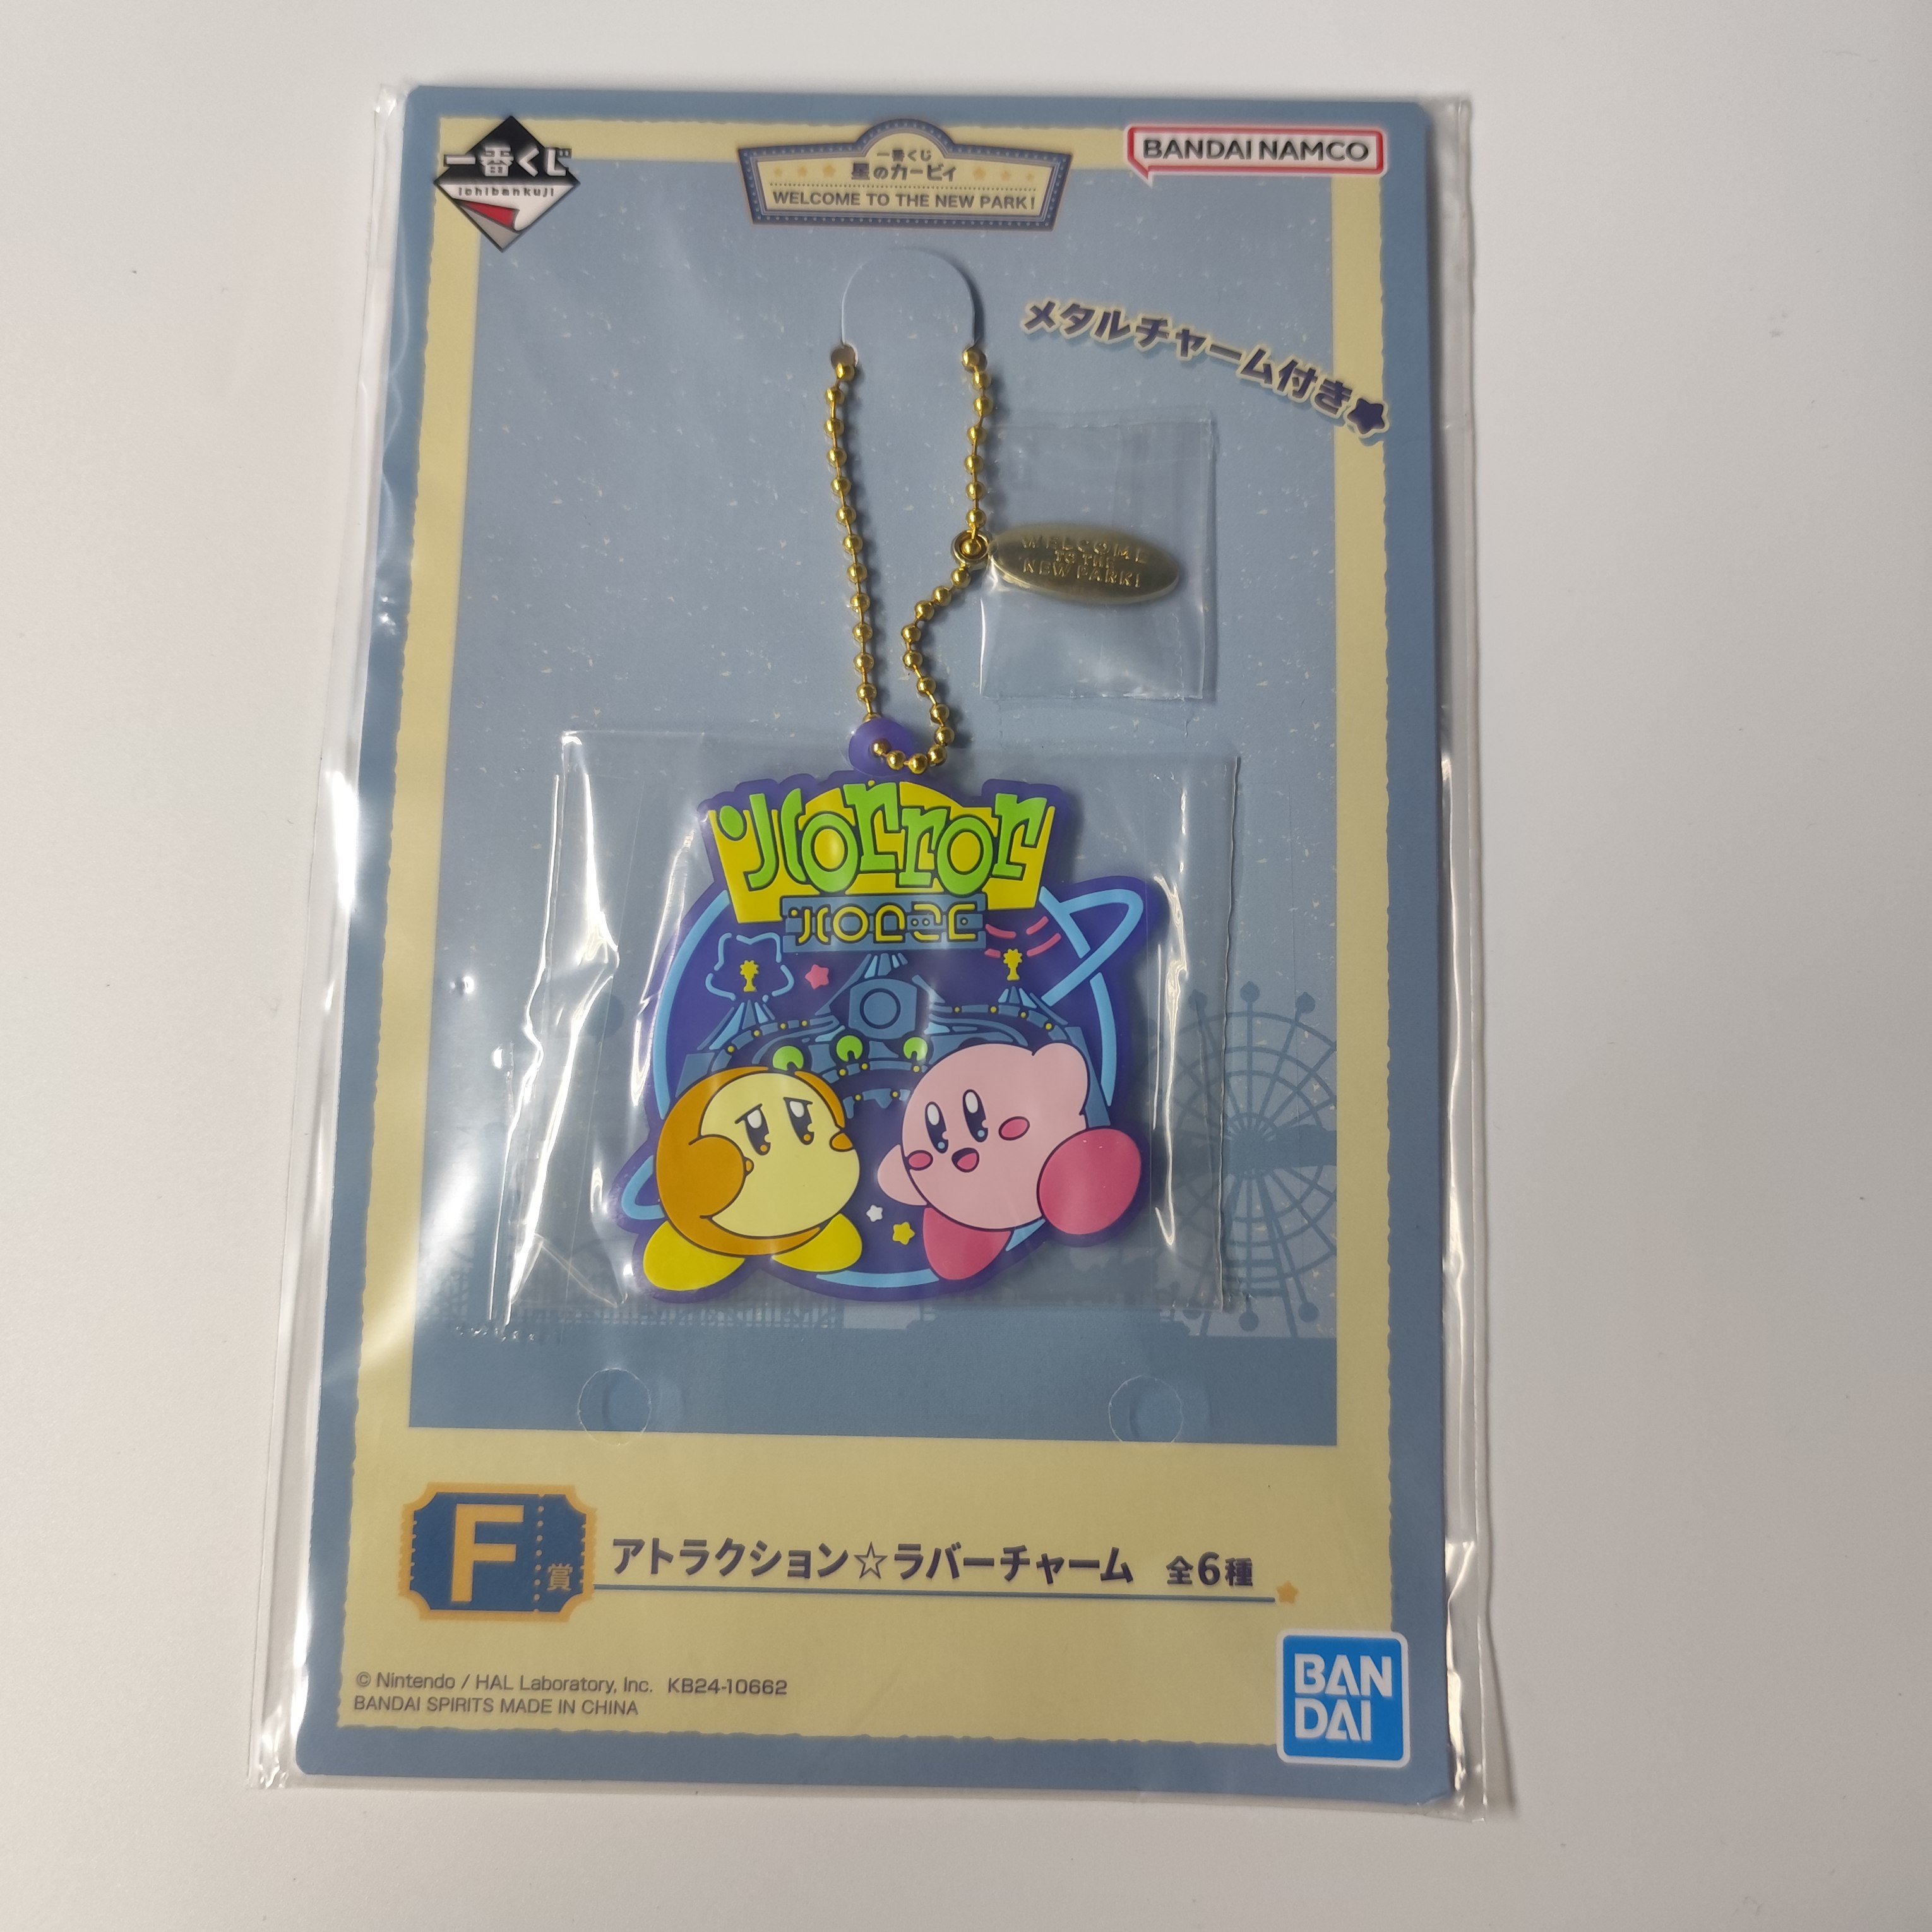 一番くじ
ichibankuji
一番くじ
星のカービィ
WELCOME TO THE NEW PARK!
BANDAI NAMCO
メタルチャーム付き★
WELCOME
TO THE
NEW PARK!
Horror
F賞
アトラクション☆ラバーチャーム 全6種
© Nintendo / HAL Laboratory, Inc. KB24-10662
BANDAI SPIRITS MADE IN CHINA
BAN
DAI